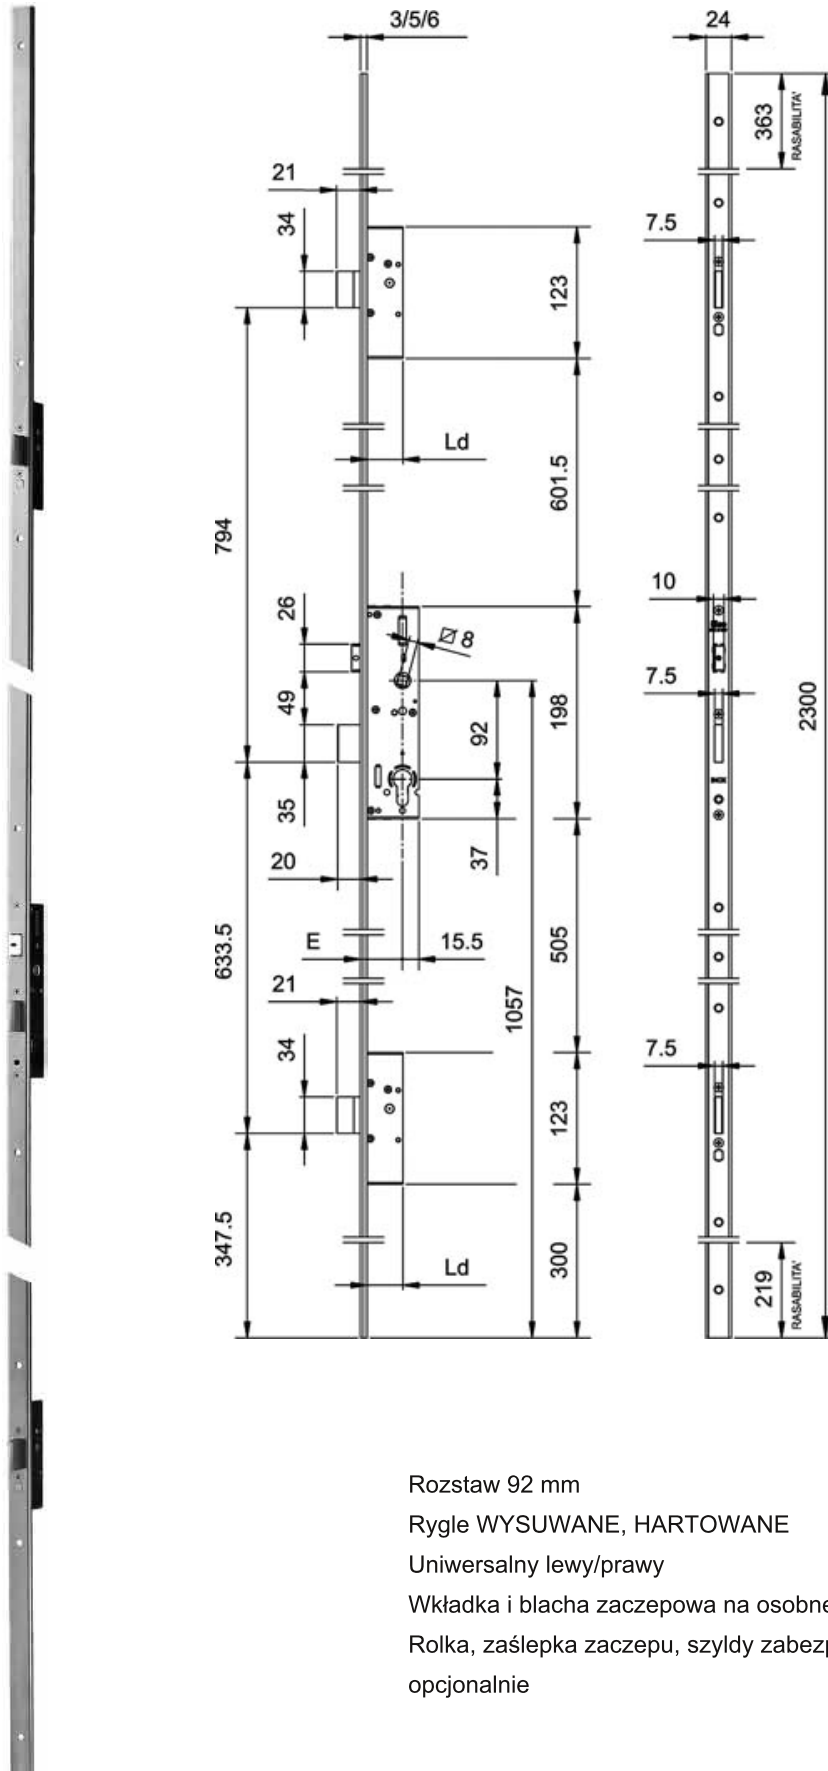 3/5/6
24
363
RASABILITA'
21
34
7.5
123
Ld
601.5
794
26
8
10
7.5
49
92
198
2300
35
37
20
633.5
E
15.5
505
21
1057
34
7.5
123
347.5
Ld
300
219
RASABILITA'
Rozstaw 92 mm
Rygle WYSUWANE, HARTOWANE
Uniwersalny lewy/prawy
Wkładka i blacha zaczepowa na osobne
Rolka, zaślepka zaczepu, szyldy zabezp
opcjonalnie